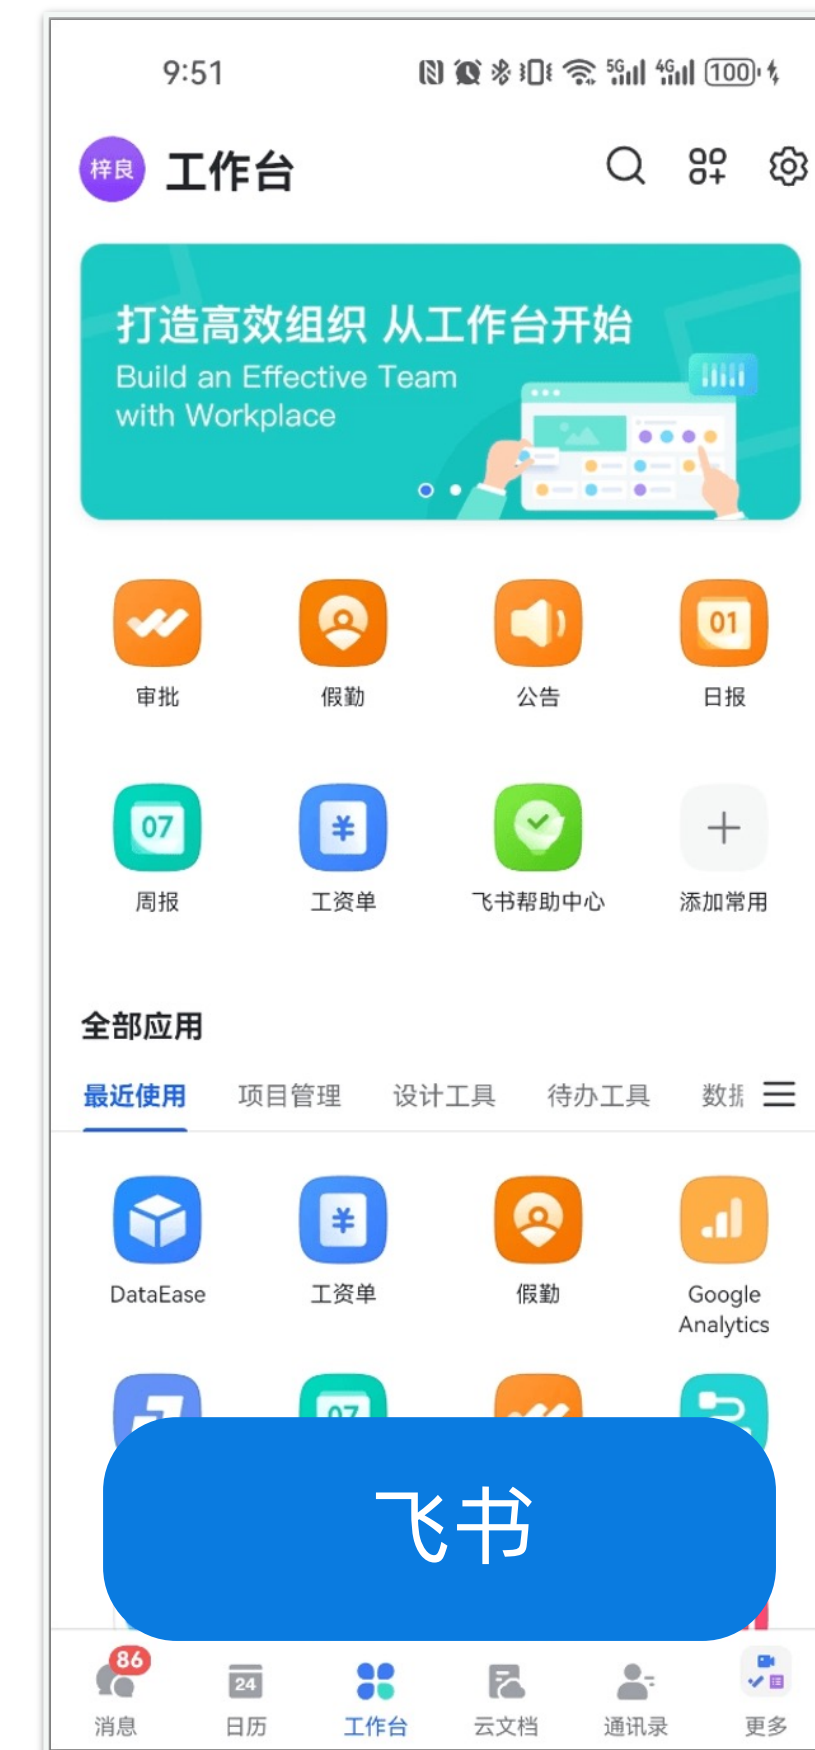 9:51
5G 4G 100
梓良 工作台
打造高效组织 从工作台开始
Build an Effective Team
with Workplace
01
审批 假勤 公告 日报
07
周报 工资单 飞书帮助中心 添加常用
全部应用
最近使用 项目管理 设计工具 待办工具 数据
DataEase 工资单 假勤 Google
Analytics
07
飞书
86
24
消息 日历 工作台 云文档 通讯录 更多